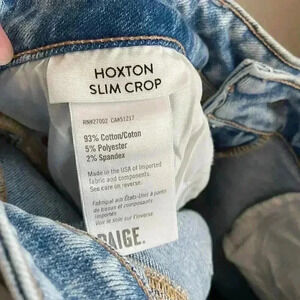 HOXTON
SLIM CROP
RN#27002 CA#51217
93% Cotton/Coton
5% Polyester
2% Spandex
Made in the USA of Imported
fabric and components.
See care in reverse.
Fabriqué aux États-Unis à partir
de tissus et composants
importés
Voir le soin sur l'inverse
PAIGE.